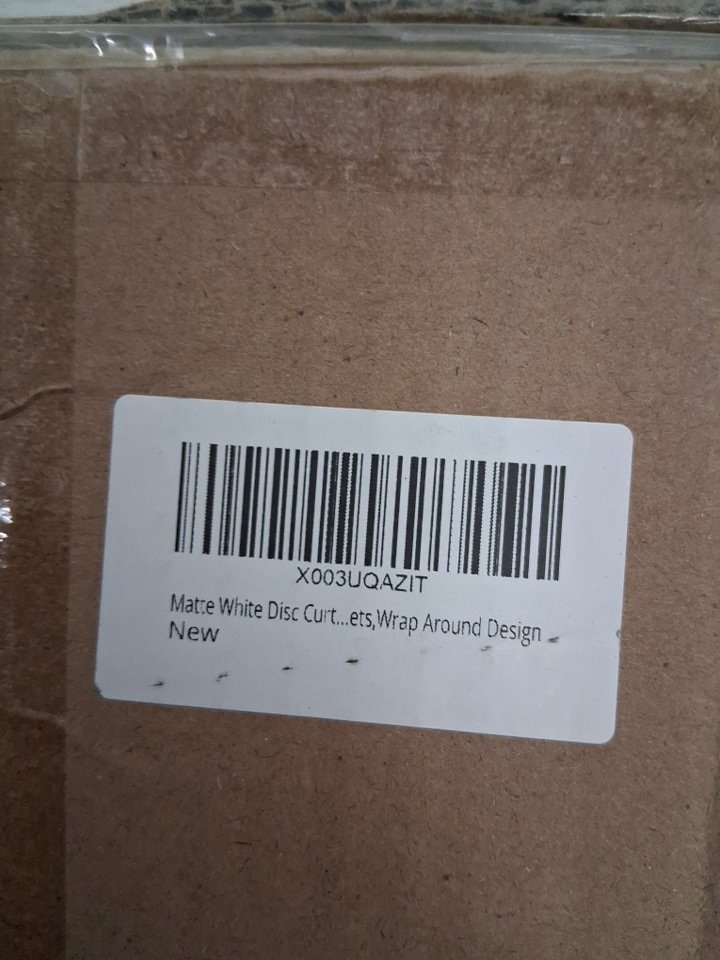 X003UQAZIT
Matte White Disc Curt...ets,Wrap Around Design
New